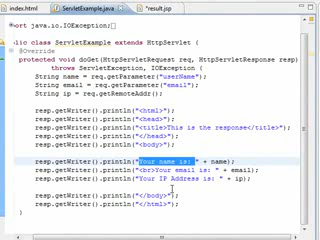 index.html
ServletExample.java
*result.jsp
ort java.io.IOException;
lic class ServletExample extends HttpServlet {
@Override
protected void doGet(HttpServletRequest req, HttpServletResponse resp)
throws ServletException, IOException {
String name = req.getParameter("userName");
String email = req.getParameter("email");
String ip = req.getRemoteAddr();
resp.getWriter().println("<html>");
resp.getWriter().println("<head>");
resp.getWriter().println("<title>This is the response</title>");
resp.getWriter().println("</head>");
resp.getWriter().println("<body>");
resp.getWriter().println("Your name is: " + name);
resp.getWriter().println("<br>Your email is: " + email);
resp.getWriter().println("Your IP Address is: " + ip);
resp.getWriter().println("</body>");
resp.getWriter().println("</html>");
}